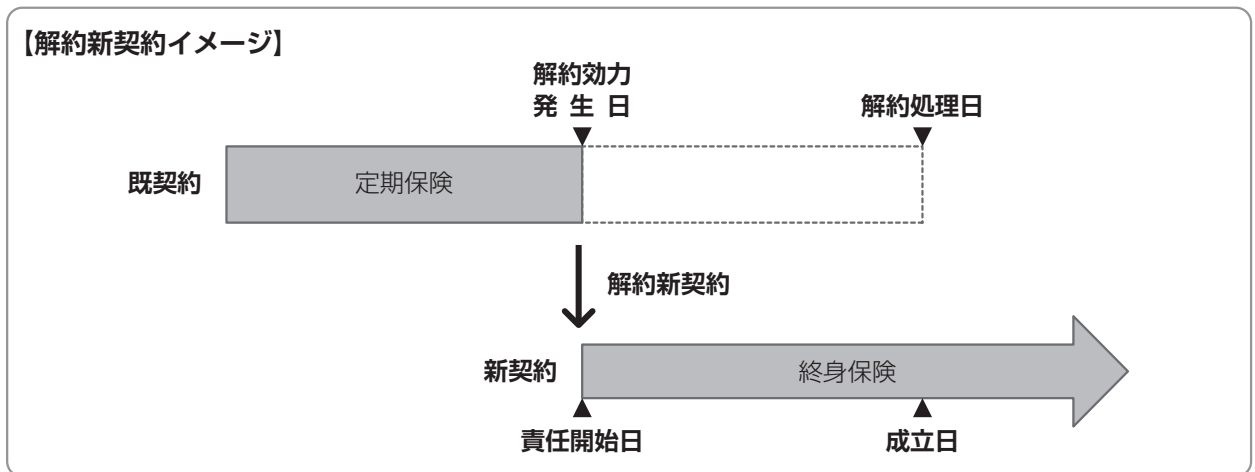 【解約新契約イメージ】
解約効力
発生日
解約処理日
既契約
定期保険
解約新契約
新契約
終身保険
責任開始日
成立日